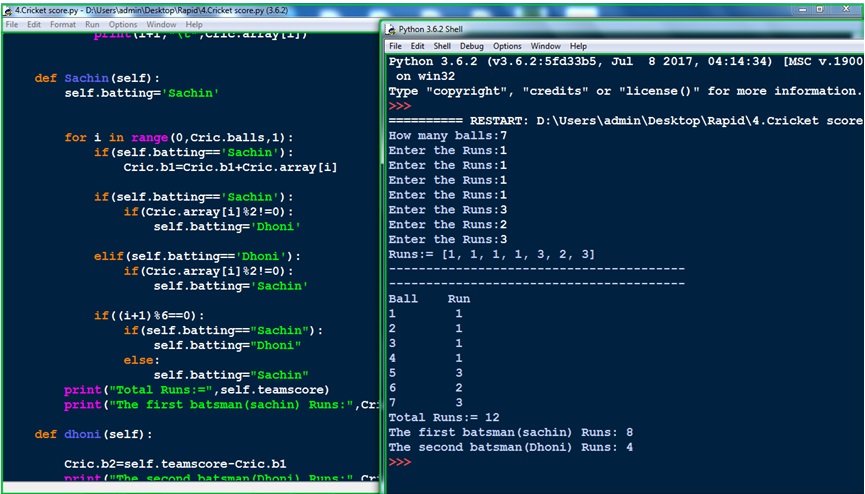 4.Cricket score.py - D:\Users\admin\Desktop\Rapid\4.Cricket score.py (3.6.2)
File Edit Format Run Options Window Help
print(i+1,"\t",Cric.array[i])
def Sachin(self):
self.batting='Sachin'
for i in range(0,Cric.balls,1):
if(self.batting=='Sachin'):
Cric.b1=Cric.b1+Cric.array[i]
if(self.batting=='Sachin'):
if(Cric.array[i]%2!=0):
self.batting='Dhoni'
elif(self.batting=='Dhoni'):
if(Cric.array[i]%2!=0):
self.batting='Sachin'
if((i+1)%6==0):
if(self.batting=="Sachin"):
self.batting="Dhoni"
else:
self.batting="Sachin"
print("Total Runs:=",self.teamscore)
print("The first batsman(sachin) Runs:",Cri
def dhoni(self):
Cric.b2=self.teamscore-Cric.b1
print("The second batsman(Dhoni) Runs:",Cr
Python 3.6.2 Shell
File Edit Shell Debug Options Window Help
Python 3.6.2 (v3.6.2:5fd33b5, Jul 8 2017, 04:14:34) [MSC v.1900
on win32
Type "copyright", "credits" or "license()" for more information.
>>>
========== RESTART: D:\Users\admin\Desktop\Rapid\4.Cricket score
How many balls:7
Enter the Runs:1
Enter the Runs:1
Enter the Runs:1
Enter the Runs:1
Enter the Runs:3
Enter the Runs:2
Enter the Runs:3
Runs:= [1, 1, 1, 1, 3, 2, 3]
----------------------------------------
----------------------------------------
Ball Run
1 1
2 1
3 1
4 1
5 3
6 2
7 3
Total Runs:= 12
The first batsman(sachin) Runs: 8
The second batsman(Dhoni) Runs: 4
>>>